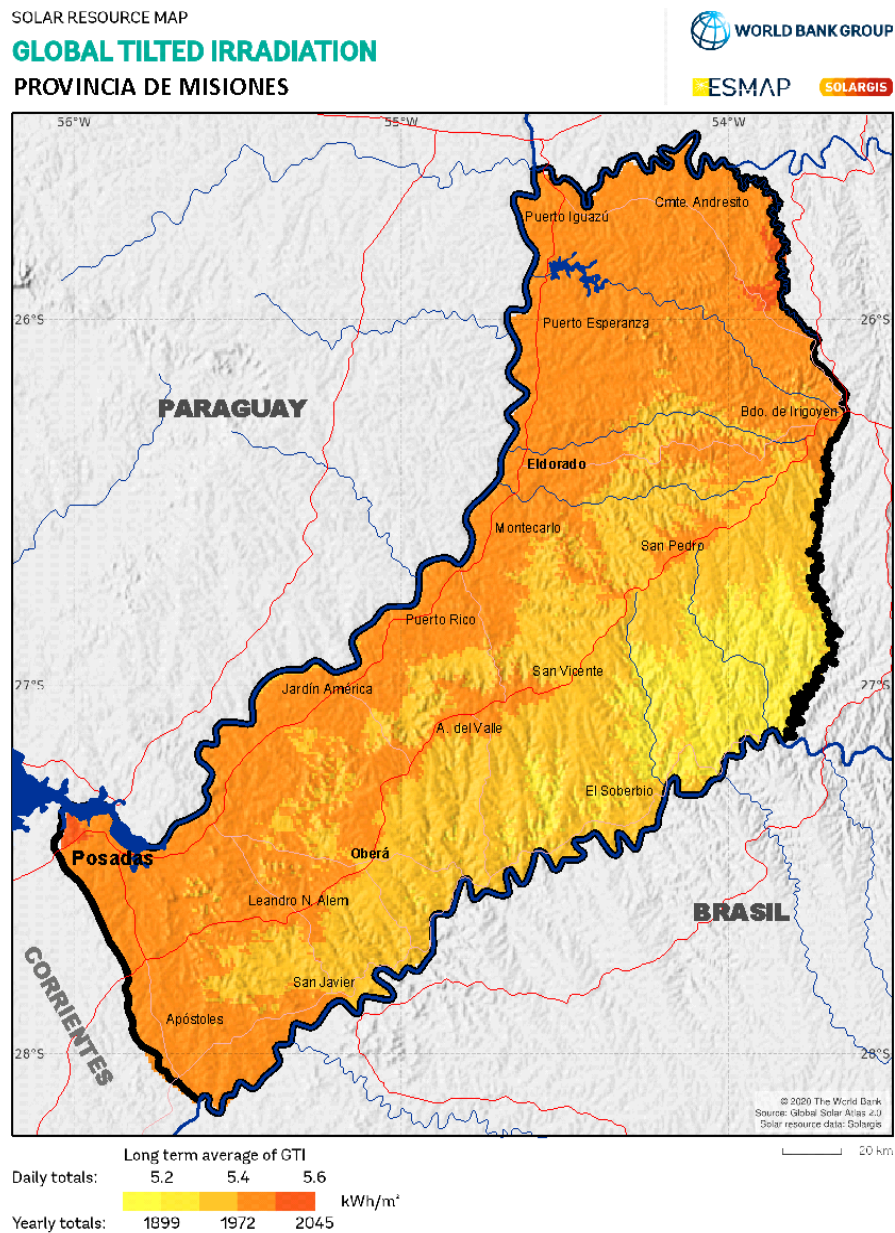 SOLAR RESOURCE MAP
GLOBAL TILTED IRRADIATION
PROVINCIA DE MISIONES
WORLD BANK GROUP
ESMAP
SOLARGIS
56°W
55°W
54°W
Puerto Iguazú
Cmte. Andresito
26°S
26°S
Puerto Esperanza
PARAGUAY
Bdo. de Irigoyen
Eldorado
Montecarlo
San Pedro
Puerto Rico
San Vicente
27°S
27°S
Jardín América
A. del Valle
El Soberbio
Posadas
Oberá
Leandro N. Alem
BRASIL
CORRIENTES
San Javier
Apóstoles
28°S
28°S
© 2020 The World Bank
Source: Global Solar Atlas 2.0
Solar resource data: Solargis
20 km
Long term average of GTI
Daily totals: 5.2 5.4 5.6
kWh/m²
Yearly totals: 1899 1972 2045